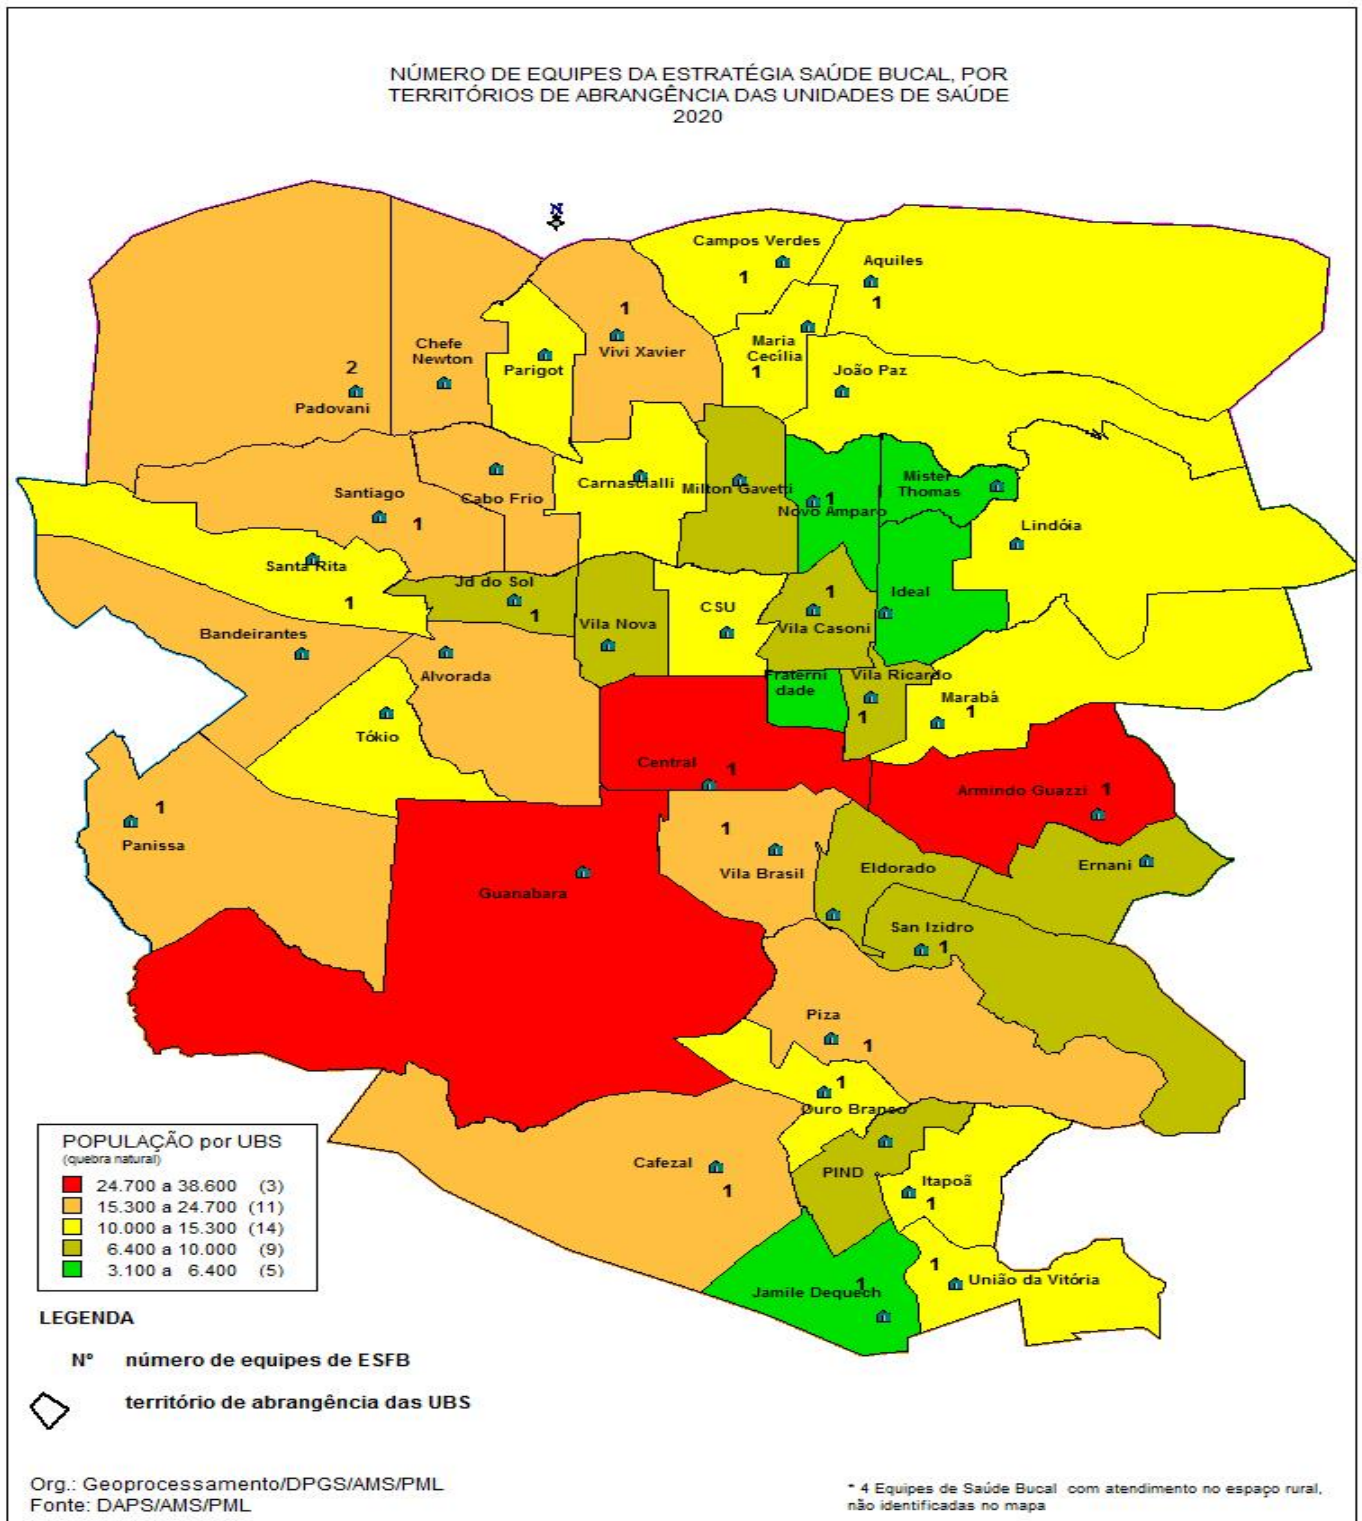 NÚMERO DE EQUIPES DA ESTRATÉGIA SAÚDE BUCAL, POR
TERRITÓRIOS DE ABRANGÊNCIA DAS UNIDADES DE SAÚDE
2020
N
Campos Verdes
1
Aquiles
1
Chefe
Newton
Parigot
1
Vivi Xavier
Maria
Cecília
1
João Paz
2
Padovani
Santiago
1
Cabo Frio
Carnascialli
Milton Gavetti
1
Novo Amparo
Mister
Thomas
Lindóia
Santa Rita
1
Jd do Sol
1
Vila Nova
CSU
1
Vila Casoni
Ideal
Bandeirantes
Alvorada
Fraterni
dade
Vila Ricardo
1
Marabá
1
Tókio
Central
1
Armindo Guazzi
1
1
Panissa
Guanabara
1
Vila Brasil
Eldorado
Ernani
San Izidro
1
Piza
1
1
Ouro Branco
Cafezal
1
PIND
Itapoã
1
1
Jamile Dequech
1
União da Vitória
POPULAÇÃO por UBS
(quebra natural)
24.700 a 38.600 (3)
15.300 a 24.700 (11)
10.000 a 15.300 (14)
6.400 a 10.000 (9)
3.100 a 6.400 (5)
LEGENDA
Nº número de equipes de ESFB
território de abrangência das UBS
Org.: Geoprocessamento/DPGS/AMS/PML
Fonte: DAPS/AMS/PML
* 4 Equipes de Saúde Bucal com atendimento no espaço rural,
não identificadas no mapa